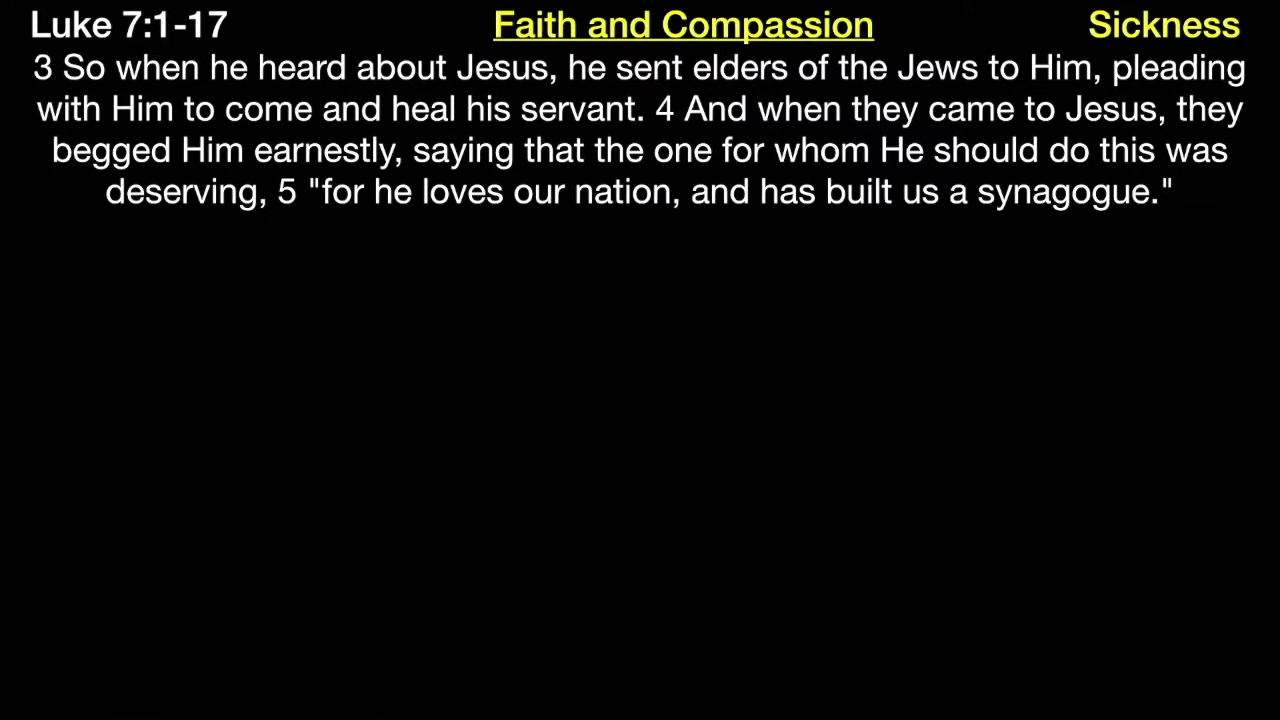 Luke 7:1-17 Faith and Compassion Sickness
3 So when he heard about Jesus, he sent elders of the Jews to Him, pleading
with Him to come and heal his servant. 4 And when they came to Jesus, they
begged Him earnestly, saying that the one for whom He should do this was
deserving, 5 "for he loves our nation, and has built us a synagogue."